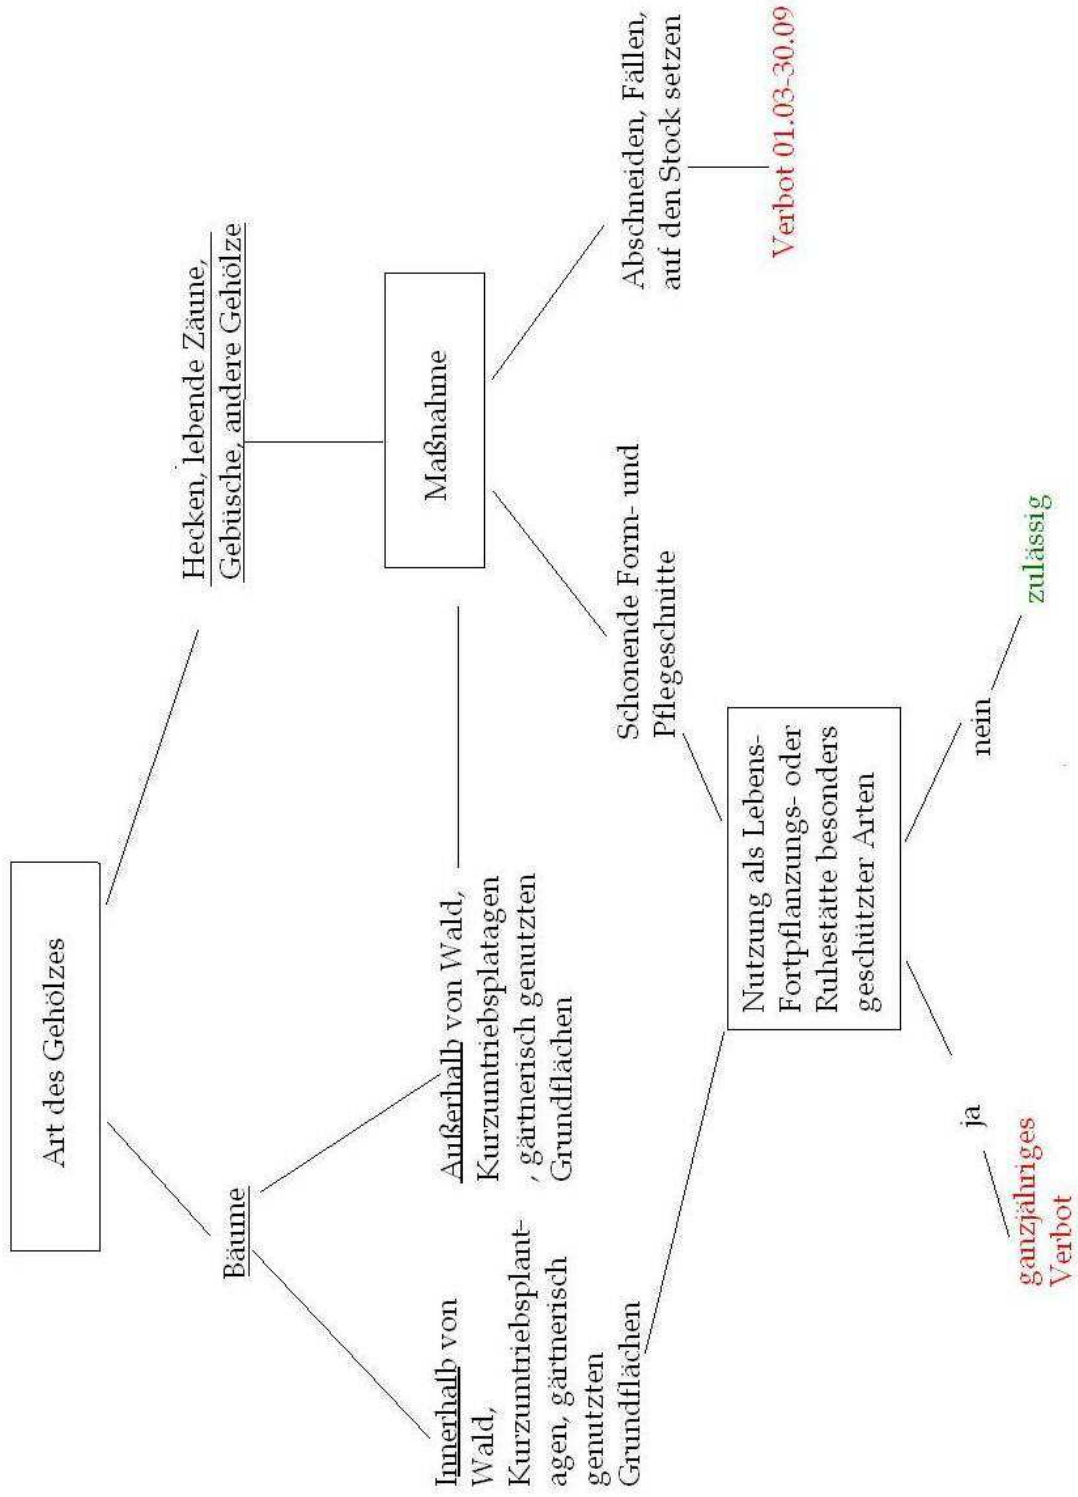 Art des Gehölzes
Bäume
Hecken, lebende Zäune,
Gebüsche, andere Gehölze
Innerhalb von
Wald,
Kurzumtriebsplant-
agen, gärtnerisch
genutzten
Grundflächen
Außerhalb von Wald,
Kurzumtriebsplatagen
, gärtnerisch genutzten
Grundflächen
Maßnahme
Schonende Form- und
Pflegeschnitte
Abschneiden, Fällen,
auf den Stock setzen
Verbot 01.03-30.09
Nutzung als Lebens-
Fortpflanzungs- oder
Ruhestätte besonders
geschützter Arten
ja
nein
ganzjähriges
Verbot
zulässig